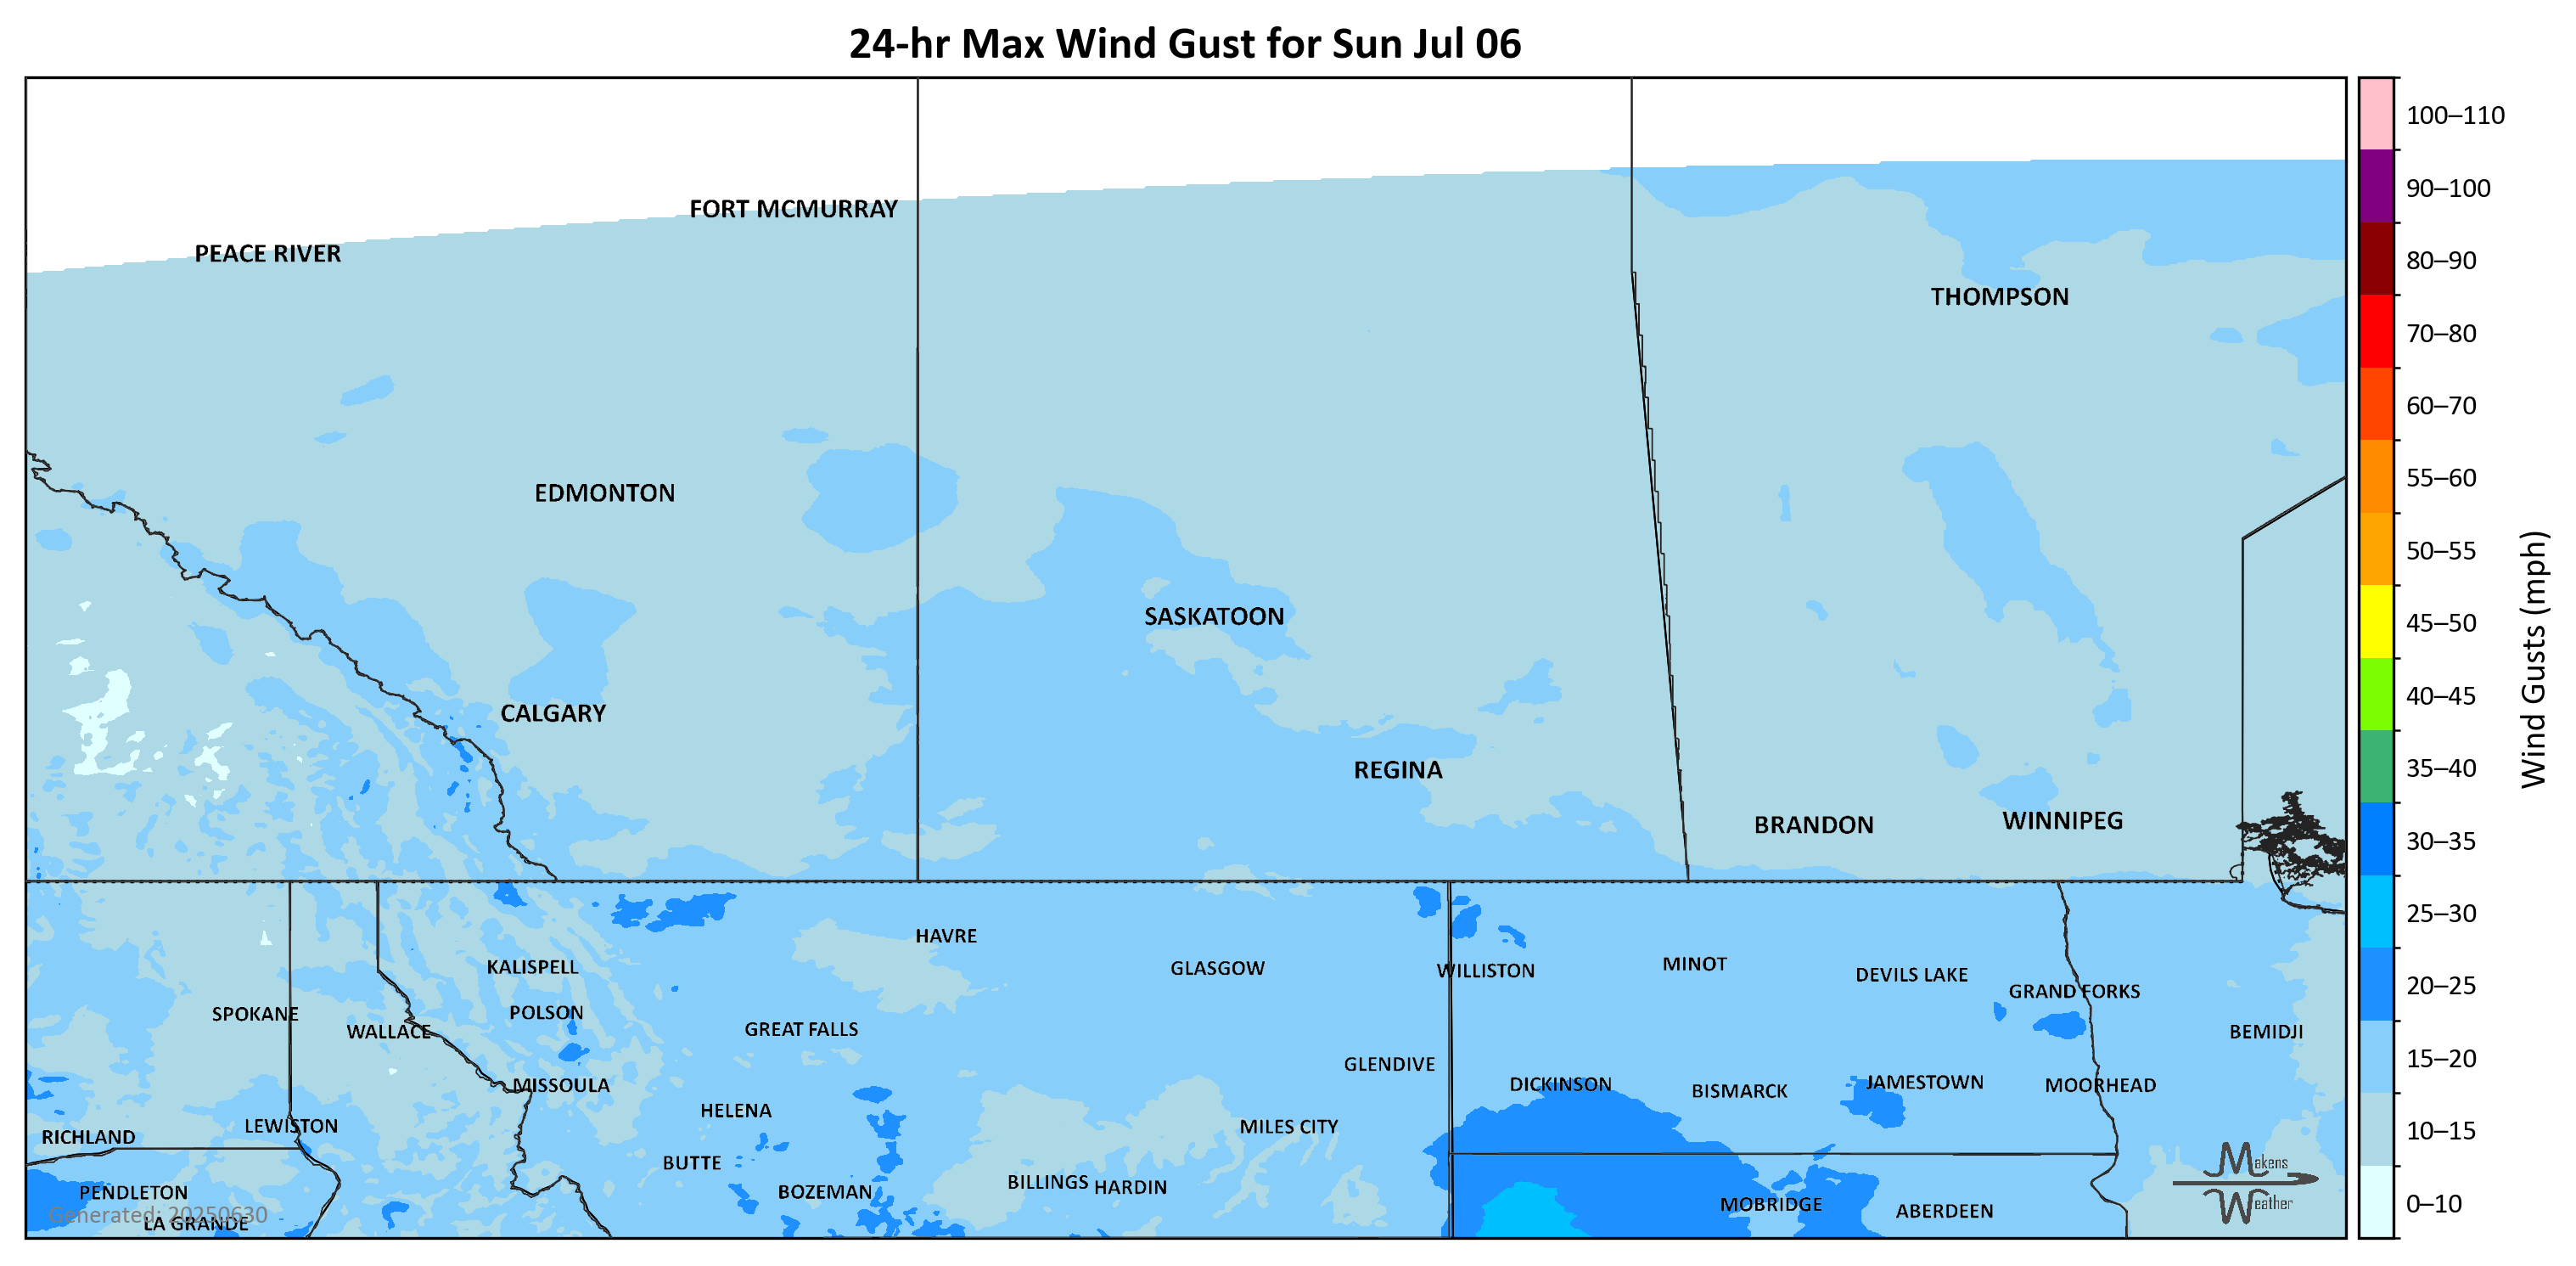 24-hr Max Wind Gust for Sun Jul 06
FORT MCMURRAY
PEACE RIVER
THOMPSON
EDMONTON
SASKATOON
CALGARY
REGINA
BRANDON
WINNIPEG
HAVRE
KALISPELL
GLASGOW
WILLISTON
MINOT
DEVILS LAKE
GRAND FORKS
SPOKANE
POLSON
WALLACE
GREAT FALLS
BEMIDJI
GLENDIVE
MISSOULA
DICKINSON
BISMARCK
JAMESTOWN
MOORHEAD
HELENA
LEWISTON
MILES CITY
RICHLAND
BUTTE
PENDLETON
BOZEMAN
BILLINGS
HARDIN
MOBRIDGE
ABERDEEN
Generated: 20250630
LA GRANDE
Makens
Weather
100–110
90–100
80–90
70–80
60–70
55–60
50–55
45–50
40–45
35–40
30–35
25–30
20–25
15–20
10–15
0–10
Wind Gusts (mph)